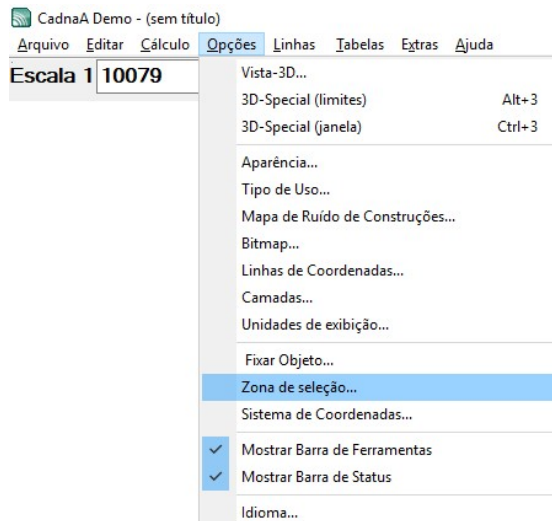 CadnaA Demo - (sem título)
Arquivo Editar Cálculo Opções Linhas Tabelas Extras Ajuda
Escala 1 10079
Vista-3D...
3D-Special (limites) Alt+3
3D-Special (janela) Ctrl+3
Aparência...
Tipo de Uso...
Mapa de Ruído de Construções...
Bitmap...
Linhas de Coordenadas...
Camadas...
Unidades de exibição...
Fixar Objeto...
Zona de seleção...
Sistema de Coordenadas...
Mostrar Barra de Ferramentas
Mostrar Barra de Status
Idioma...